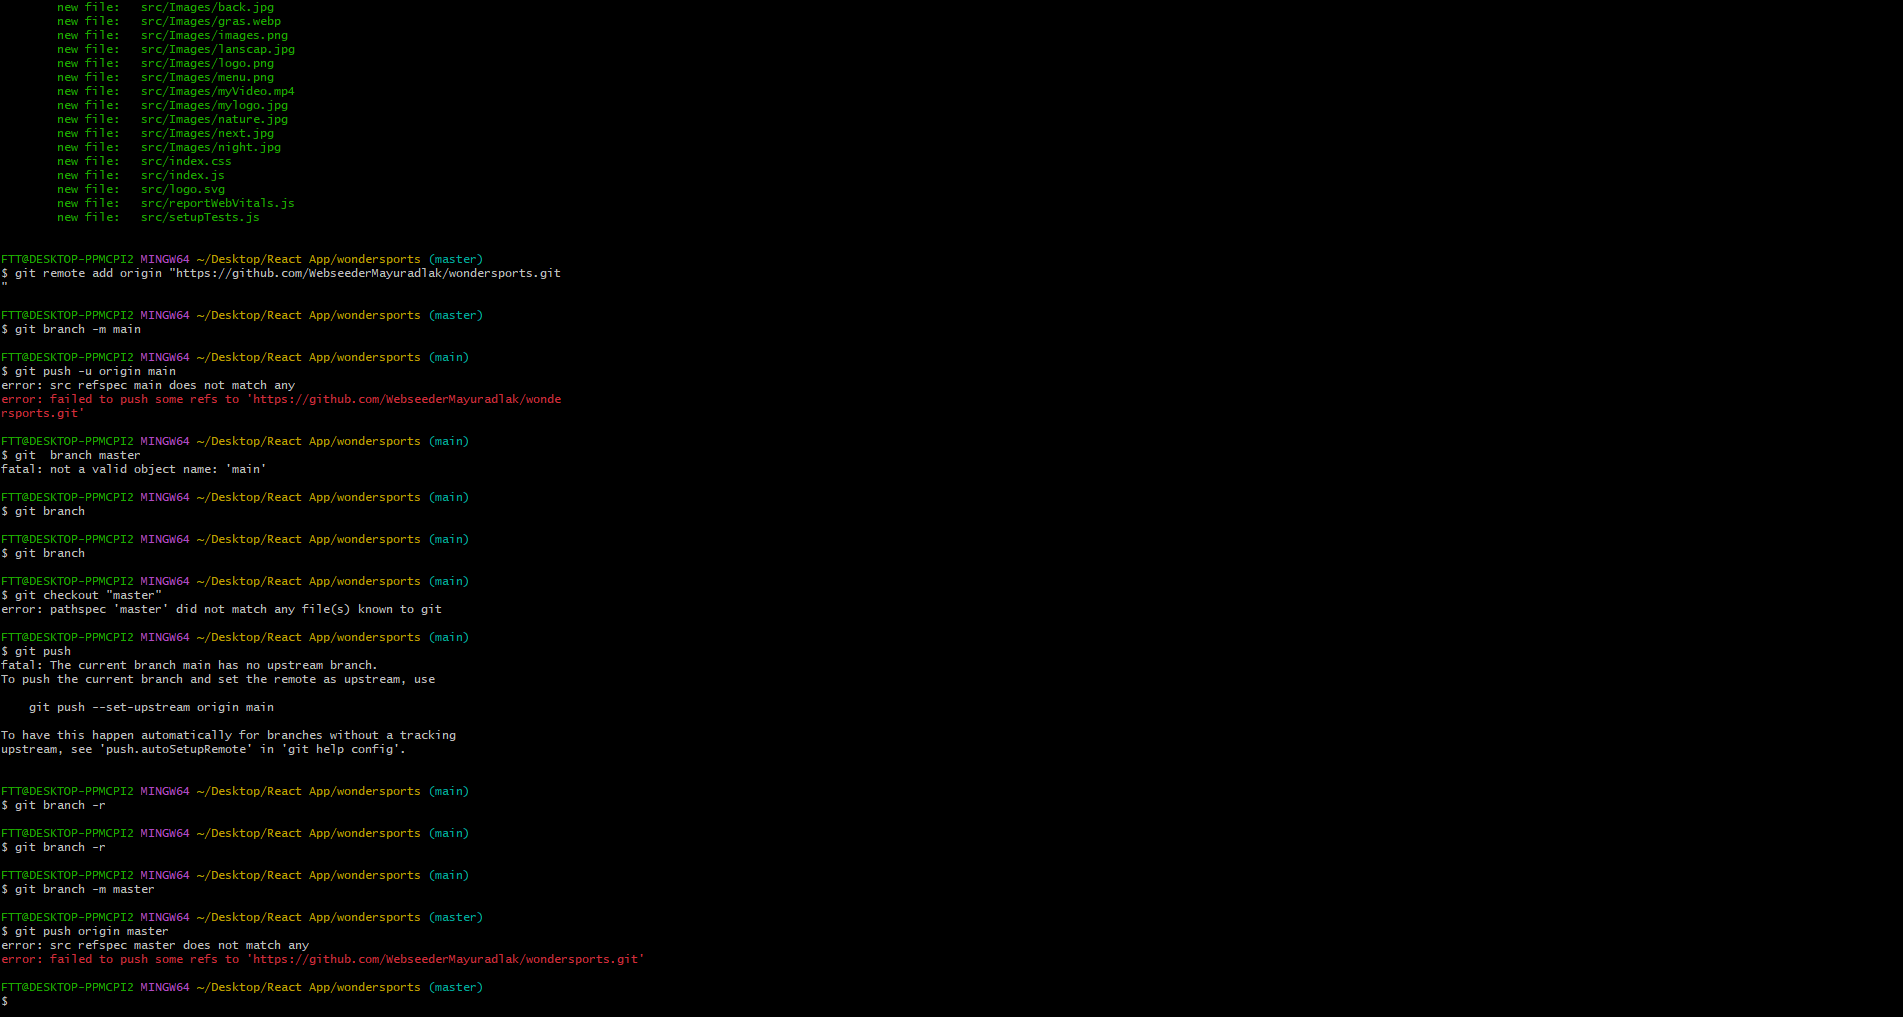 new file:   src/Images/back.jpg
new file:   src/Images/gras.webp
new file:   src/Images/images.png
new file:   src/Images/lanscap.jpg
new file:   src/Images/logo.png
new file:   src/Images/menu.png
new file:   src/Images/myVideo.mp4
new file:   src/Images/mylogo.jpg
new file:   src/Images/nature.jpg
new file:   src/Images/next.jpg
new file:   src/Images/night.jpg
new file:   src/index.css
new file:   src/index.js
new file:   src/logo.svg
new file:   src/reportWebVitals.js
new file:   src/setupTests.js
FTT@DESKTOP-PPMCPI2 MINGW64 ~/Desktop/React App/wondersports (master)
$ git remote add origin "https://github.com/WebseederMayuradlak/wondersports.git
"
FTT@DESKTOP-PPMCPI2 MINGW64 ~/Desktop/React App/wondersports (master)
$ git branch -m main
FTT@DESKTOP-PPMCPI2 MINGW64 ~/Desktop/React App/wondersports (main)
$ git push -u origin main
error: src refspec main does not match any
error: failed to push some refs to 'https://github.com/WebseederMayuradlak/wonde
rsports.git'
FTT@DESKTOP-PPMCPI2 MINGW64 ~/Desktop/React App/wondersports (main)
$ git  branch master
fatal: not a valid object name: 'main'
FTT@DESKTOP-PPMCPI2 MINGW64 ~/Desktop/React App/wondersports (main)
$ git branch
FTT@DESKTOP-PPMCPI2 MINGW64 ~/Desktop/React App/wondersports (main)
$ git branch
FTT@DESKTOP-PPMCPI2 MINGW64 ~/Desktop/React App/wondersports (main)
$ git checkout "master"
error: pathspec 'master' did not match any file(s) known to git
FTT@DESKTOP-PPMCPI2 MINGW64 ~/Desktop/React App/wondersports (main)
$ git push
fatal: The current branch main has no upstream branch.
To push the current branch and set the remote as upstream, use
    git push --set-upstream origin main
To have this happen automatically for branches without a tracking
upstream, see 'push.autoSetupRemote' in 'git help config'.
FTT@DESKTOP-PPMCPI2 MINGW64 ~/Desktop/React App/wondersports (main)
$ git branch -r
FTT@DESKTOP-PPMCPI2 MINGW64 ~/Desktop/React App/wondersports (main)
$ git branch -r
FTT@DESKTOP-PPMCPI2 MINGW64 ~/Desktop/React App/wondersports (main)
$ git branch -m master
FTT@DESKTOP-PPMCPI2 MINGW64 ~/Desktop/React App/wondersports (master)
$ git push origin master
error: src refspec master does not match any
error: failed to push some refs to 'https://github.com/WebseederMayuradlak/wondersports.git'
FTT@DESKTOP-PPMCPI2 MINGW64 ~/Desktop/React App/wondersports (master)
$